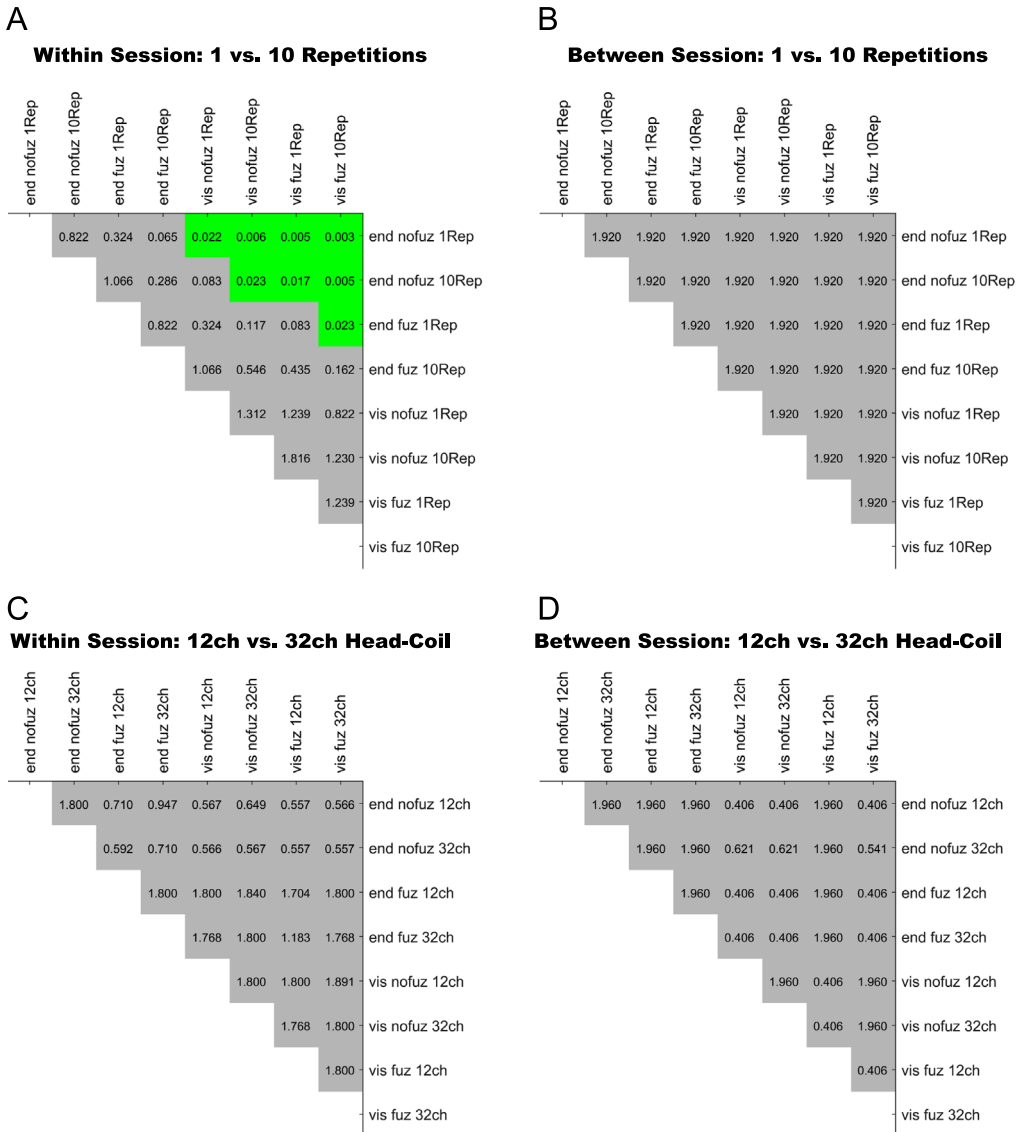 A
Within Session: 1 vs. 10 Repetitions
end nofuz 1Rep
end nofuz 10Rep
end fuz 1Rep
end fuz 10Rep
vis nofuz 1Rep
vis nofuz 10Rep
vis fuz 1Rep
vis fuz 10Rep
0.822 0.324 0.065 0.022 0.006 0.005 0.003 end nofuz 1Rep
1.066 0.286 0.083 0.023 0.017 0.005 end nofuz 10Rep
0.822 0.324 0.117 0.083 0.023 end fuz 1Rep
1.066 0.546 0.435 0.162 end fuz 10Rep
1.312 1.239 0.822 vis nofuz 1Rep
1.816 1.230 vis nofuz 10Rep
1.239 vis fuz 1Rep
vis fuz 10Rep
B
Between Session: 1 vs. 10 Repetitions
end nofuz 1Rep
end nofuz 10Rep
end fuz 1Rep
end fuz 10Rep
vis nofuz 1Rep
vis nofuz 10Rep
vis fuz 1Rep
vis fuz 10Rep
1.920 1.920 1.920 1.920 1.920 1.920 1.920 end nofuz 1Rep
1.920 1.920 1.920 1.920 1.920 1.920 end nofuz 10Rep
1.920 1.920 1.920 1.920 1.920 end fuz 1Rep
1.920 1.920 1.920 1.920 end fuz 10Rep
1.920 1.920 1.920 vis nofuz 1Rep
1.920 1.920 vis nofuz 10Rep
1.920 vis fuz 1Rep
vis fuz 10Rep
C
Within Session: 12ch vs. 32ch Head-Coil
end nofuz 12ch
end nofuz 32ch
end fuz 12ch
end fuz 32ch
vis nofuz 12ch
vis nofuz 32ch
vis fuz 12ch
vis fuz 32ch
1.800 0.710 0.947 0.567 0.649 0.557 0.566 end nofuz 12ch
0.592 0.710 0.566 0.567 0.557 0.557 end nofuz 32ch
1.800 1.800 1.840 1.704 1.800 end fuz 12ch
1.768 1.800 1.183 1.768 end fuz 32ch
1.800 1.800 1.891 vis nofuz 12ch
1.768 1.800 vis nofuz 32ch
1.800 vis fuz 12ch
vis fuz 32ch
D
Between Session: 12ch vs. 32ch Head-Coil
end nofuz 12ch
end nofuz 32ch
end fuz 12ch
end fuz 32ch
vis nofuz 12ch
vis nofuz 32ch
vis fuz 12ch
vis fuz 32ch
1.960 1.960 1.960 0.406 0.406 1.960 0.406 end nofuz 12ch
1.960 1.960 0.621 0.621 1.960 0.541 end nofuz 32ch
1.960 0.406 0.406 1.960 0.406 end fuz 12ch
0.406 0.406 1.960 0.406 end fuz 32ch
1.960 0.406 1.960 vis nofuz 12ch
0.406 1.960 vis nofuz 32ch
0.406 vis fuz 12ch
vis fuz 32ch